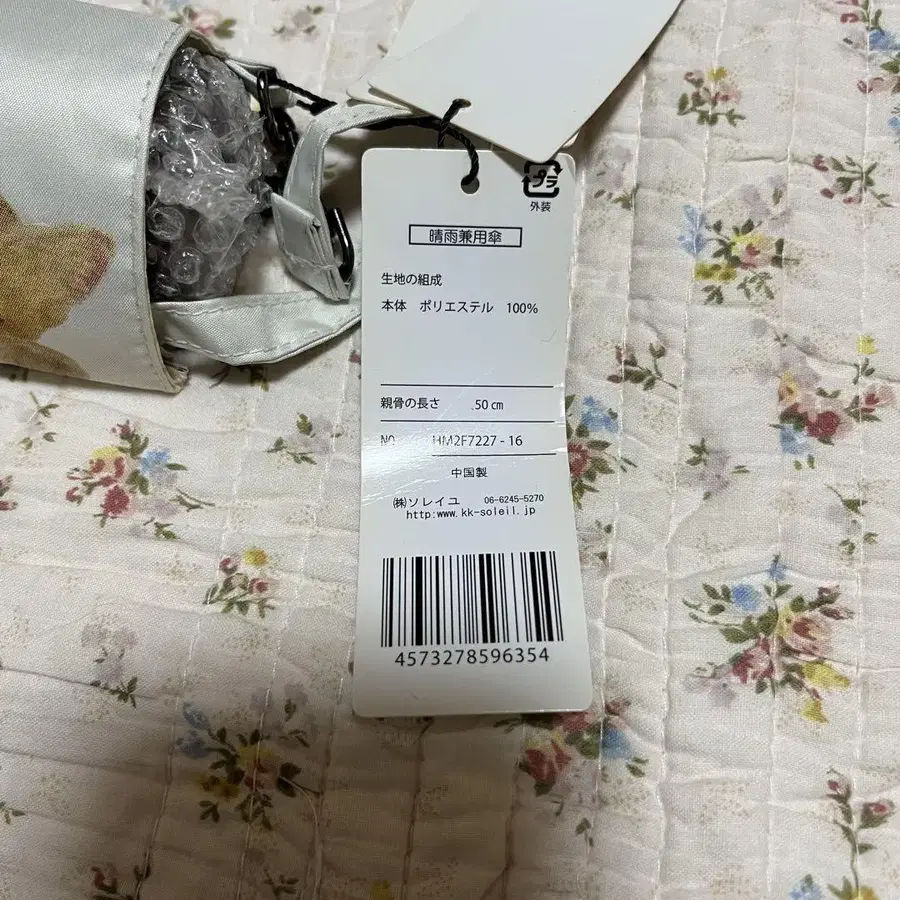 プラ
外装
晴雨兼用傘
生地の組成
本体 ポリエステル 100%
親骨の長さ .50㎝
NO HM2F7227-16
中国製
㈱ソレイユ 06-6245-5270
http:www.kk-soleil.jp
4573278596354